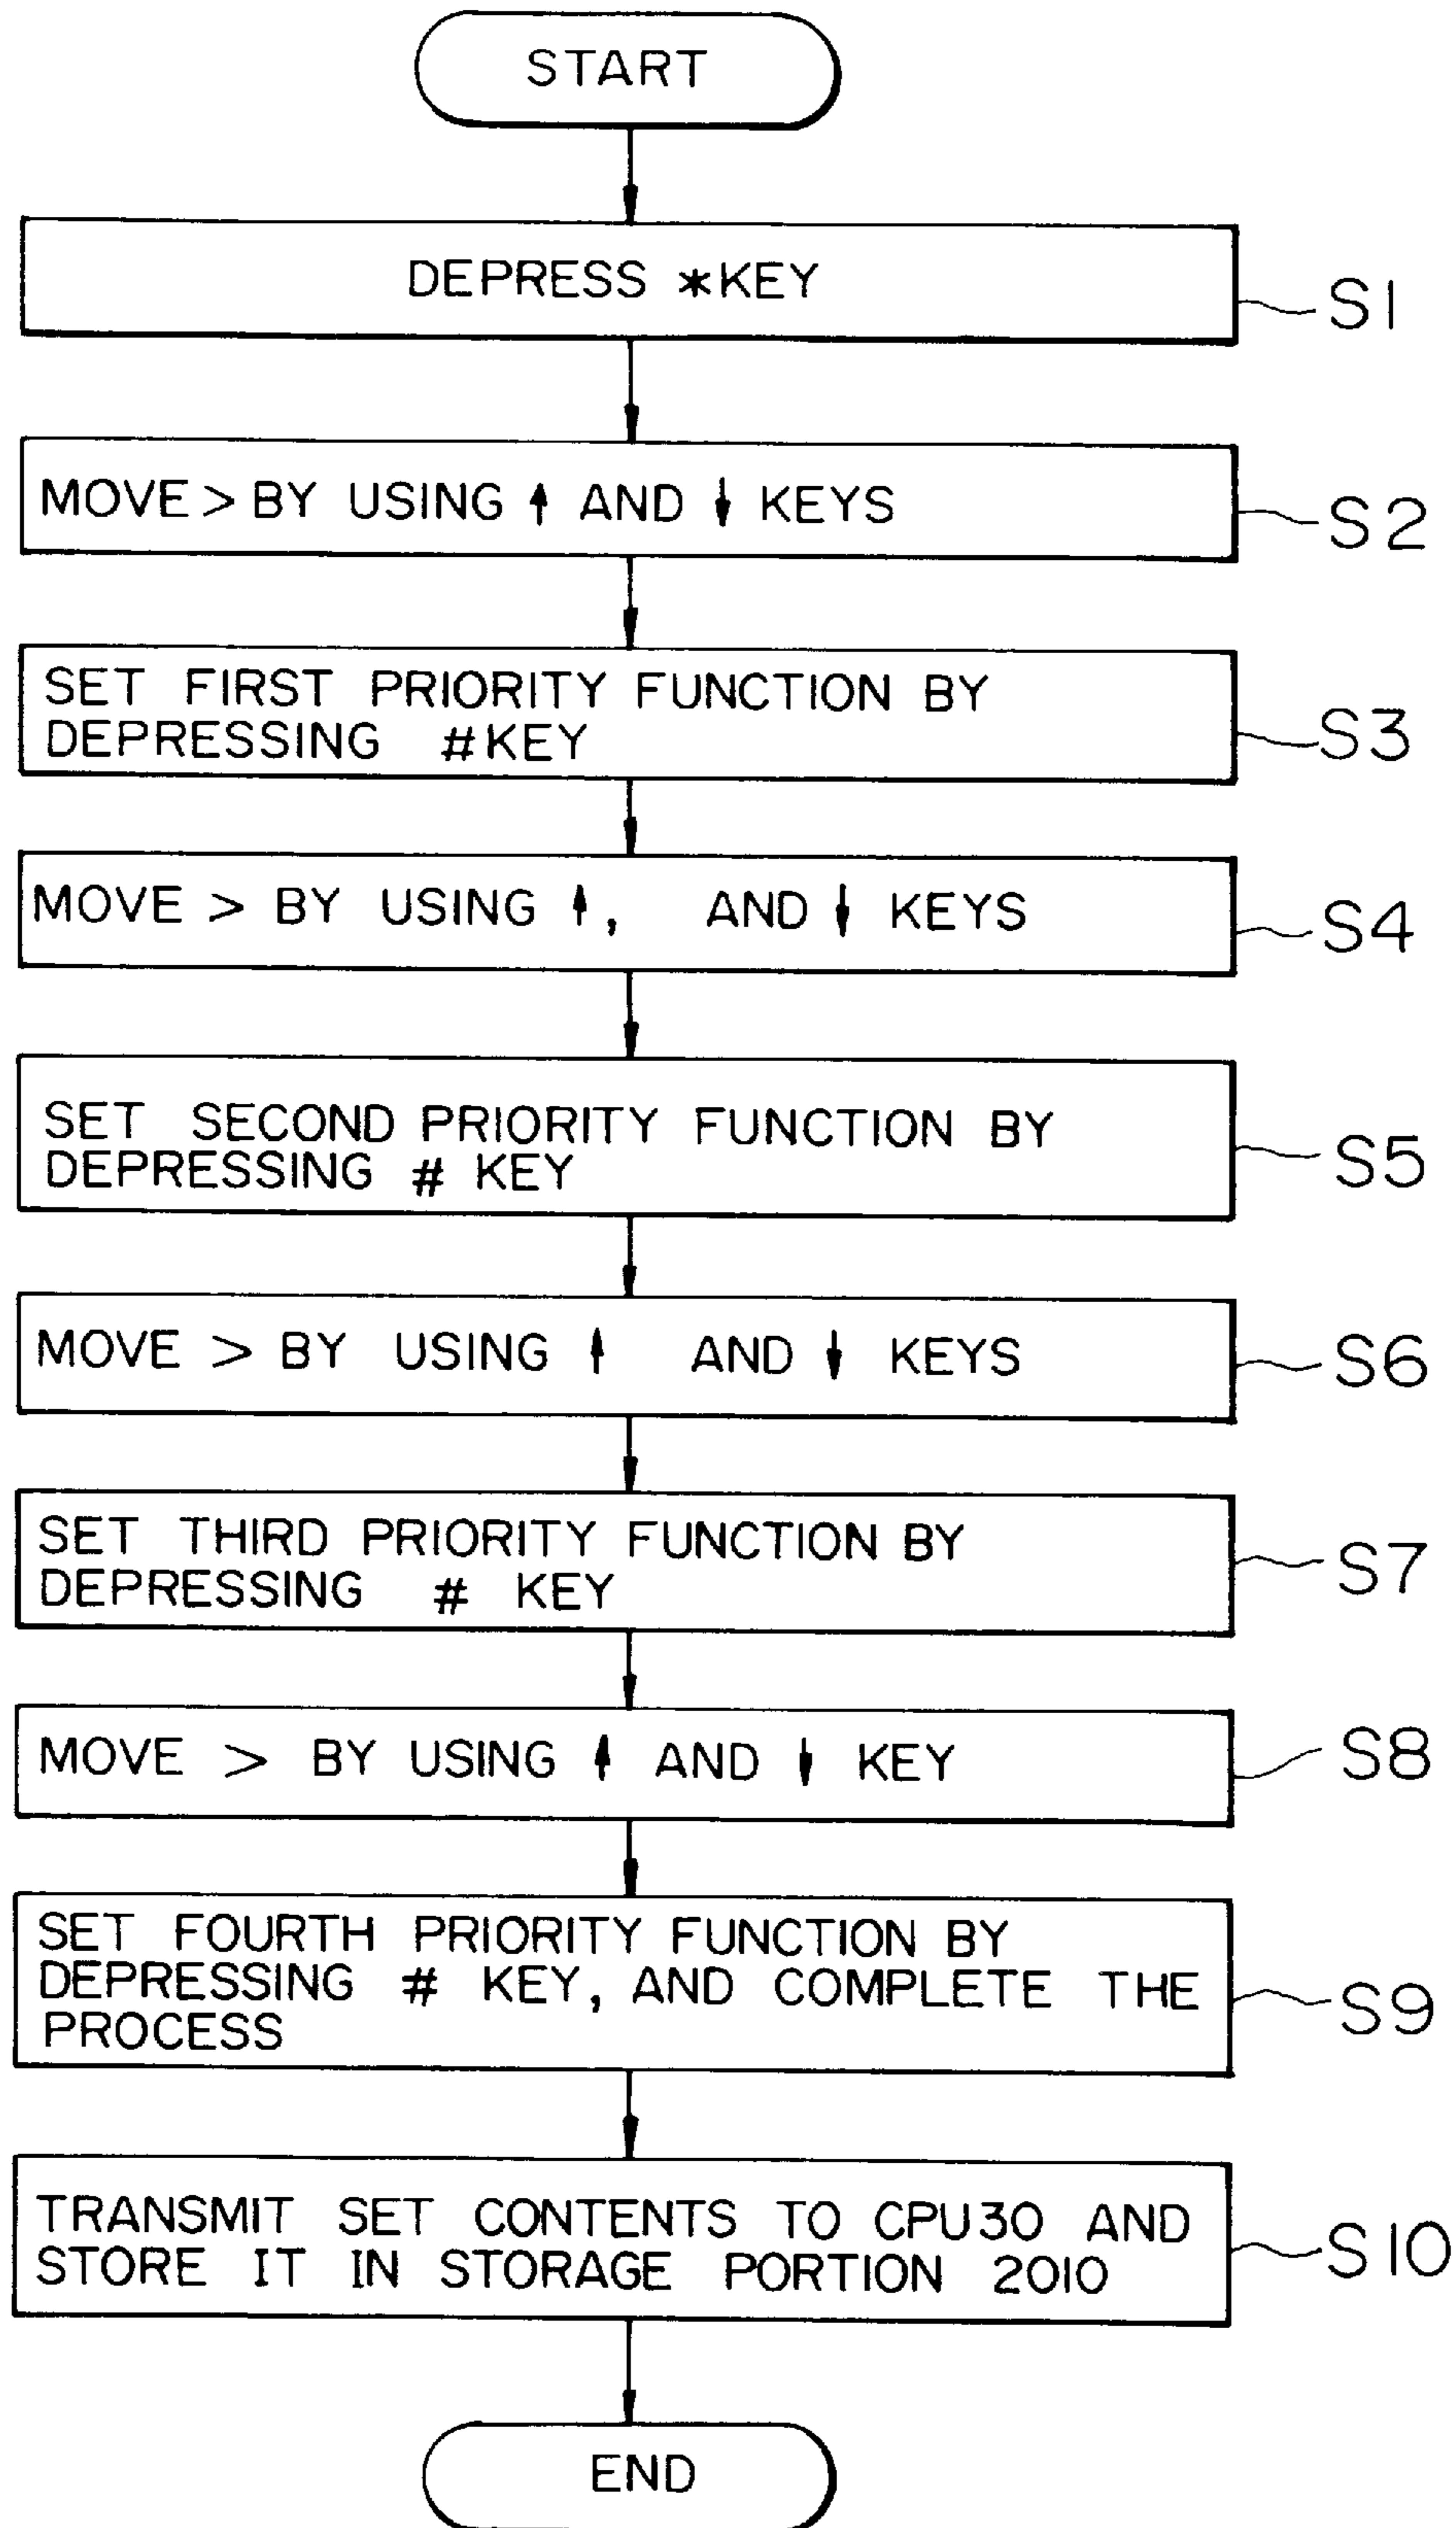 START
DEPRESS *KEY
S1
MOVE > BY USING ↑ AND ↓ KEYS
S2
SET FIRST PRIORITY FUNCTION BY
DEPRESSING #KEY
S3
MOVE > BY USING ↑, AND ↓ KEYS
S4
SET SECOND PRIORITY FUNCTION BY
DEPRESSING # KEY
S5
MOVE > BY USING ↑ AND ↓ KEYS
S6
SET THIRD PRIORITY FUNCTION BY
DEPRESSING # KEY
S7
MOVE > BY USING ↑ AND ↓ KEY
S8
SET FOURTH PRIORITY FUNCTION BY
DEPRESSING # KEY, AND COMPLETE THE
PROCESS
S9
TRANSMIT SET CONTENTS TO CPU30 AND
STORE IT IN STORAGE PORTION 2010
S10
END